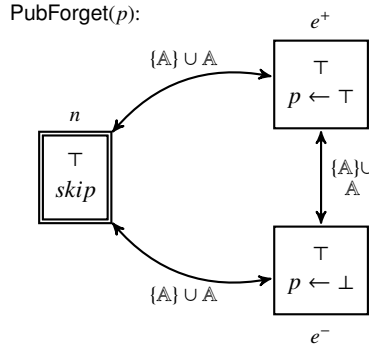 PubForget(p):
e⁺
{𝔸} ∪ 𝔸
⊤
p ← ⊤
n
⊤
skip
{𝔸}∪
𝔸
⊤
p ← ⊥
{𝔸} ∪ 𝔸
e⁻